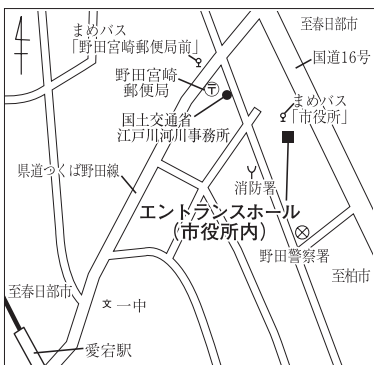 まめバス
「野田宮崎郵便局前」
至春日部市
国道16号
野田宮崎
郵便局
国土交通省
江戸川河川事務所
まめバス
「市役所」
県道つくば野田線
消防署
エントランスホール
(市役所内)
野田警察署
至柏市
至春日部市
文 一中
愛宕駅